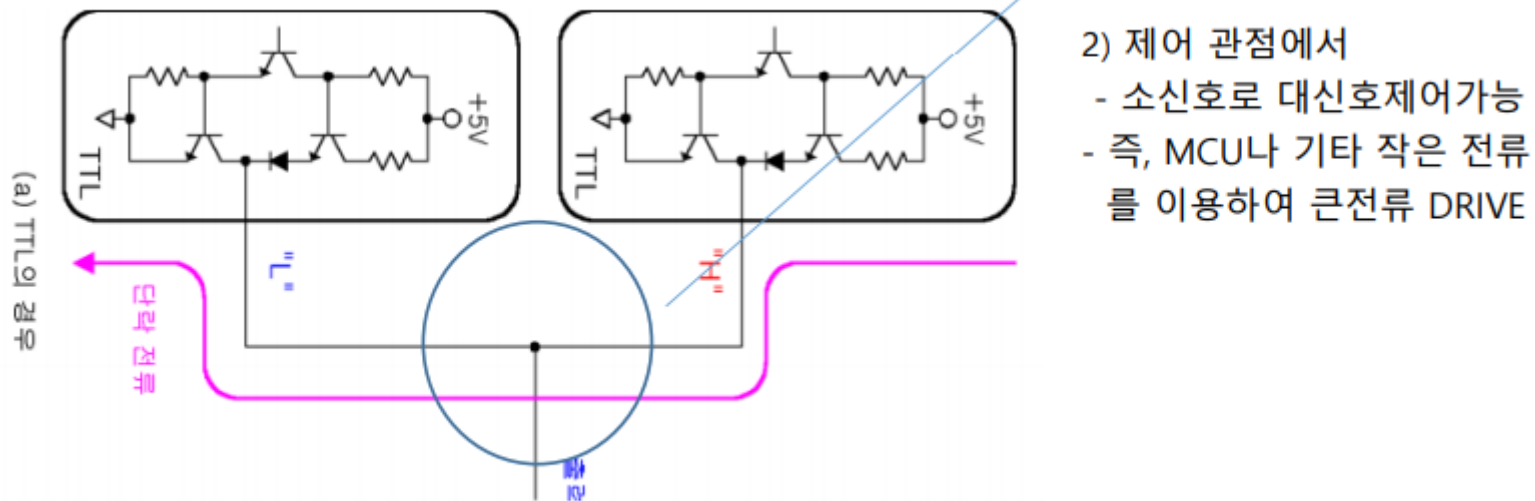 2) 제어 관점에서
- 소신호로 대신호제어가능
- 즉, MCU나 기타 작은 전류
를 이용하여 큰전류 DRIVE
+5V
TTL
+5V
TTL
"L"
"H"
단락 전류
(a) TTL의 경우